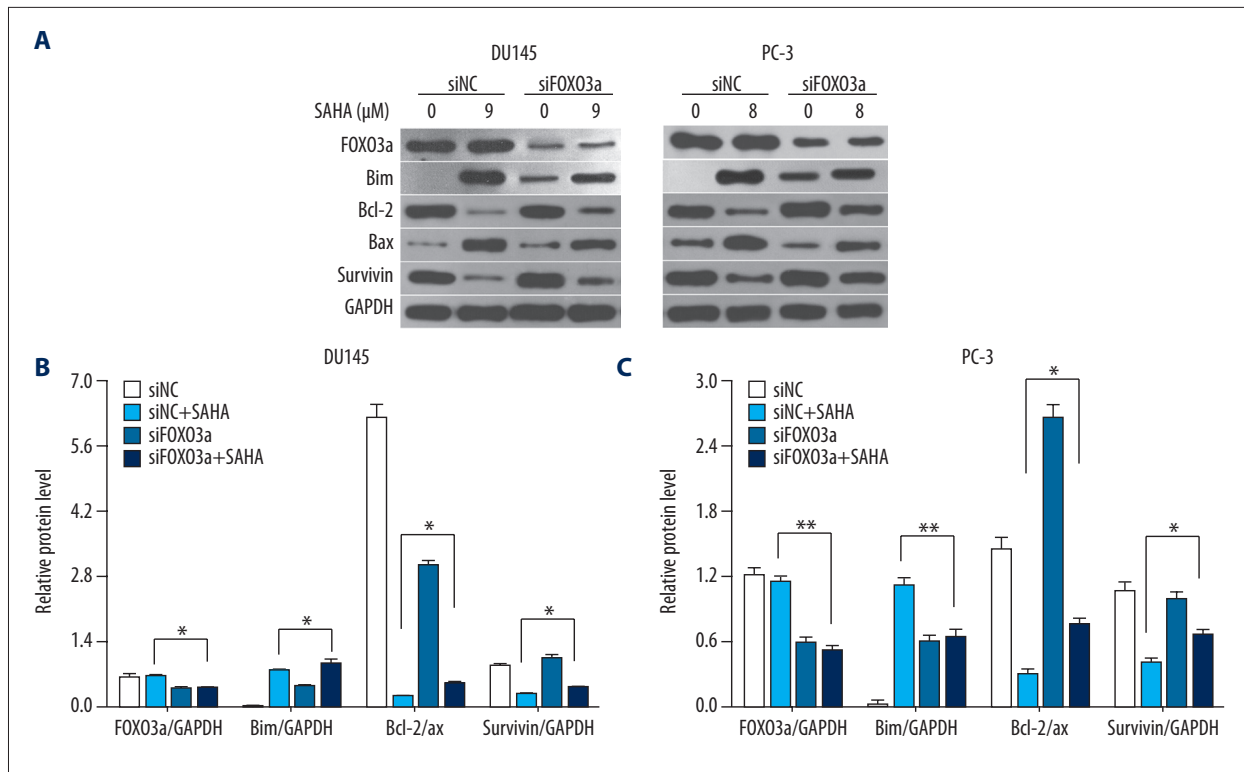 A
DU145
PC-3
siNC siFOXO3a
siNC siFOXO3a
SAHA (µM) 0 9 0 9
0 8 0 8
FOXO3a
Bim
Bcl-2
Bax
Survivin
GAPDH
B
DU145
siNC
siNC+SAHA
siFOXO3a
siFOXO3a+SAHA
Relative protein level
7.0
5.6
4.2
2.8
1.4
0.0
*
*
*
*
FOXO3a/GAPDH Bim/GAPDH Bcl-2/ax Survivin/GAPDH
C
PC-3
siNC
siNC+SAHA
siFOXO3a
siFOXO3a+SAHA
Relative protein level
3.0
2.4
1.8
1.2
0.6
0.0
**
**
*
*
FOXO3a/GAPDH Bim/GAPDH Bcl-2/ax Survivin/GAPDH